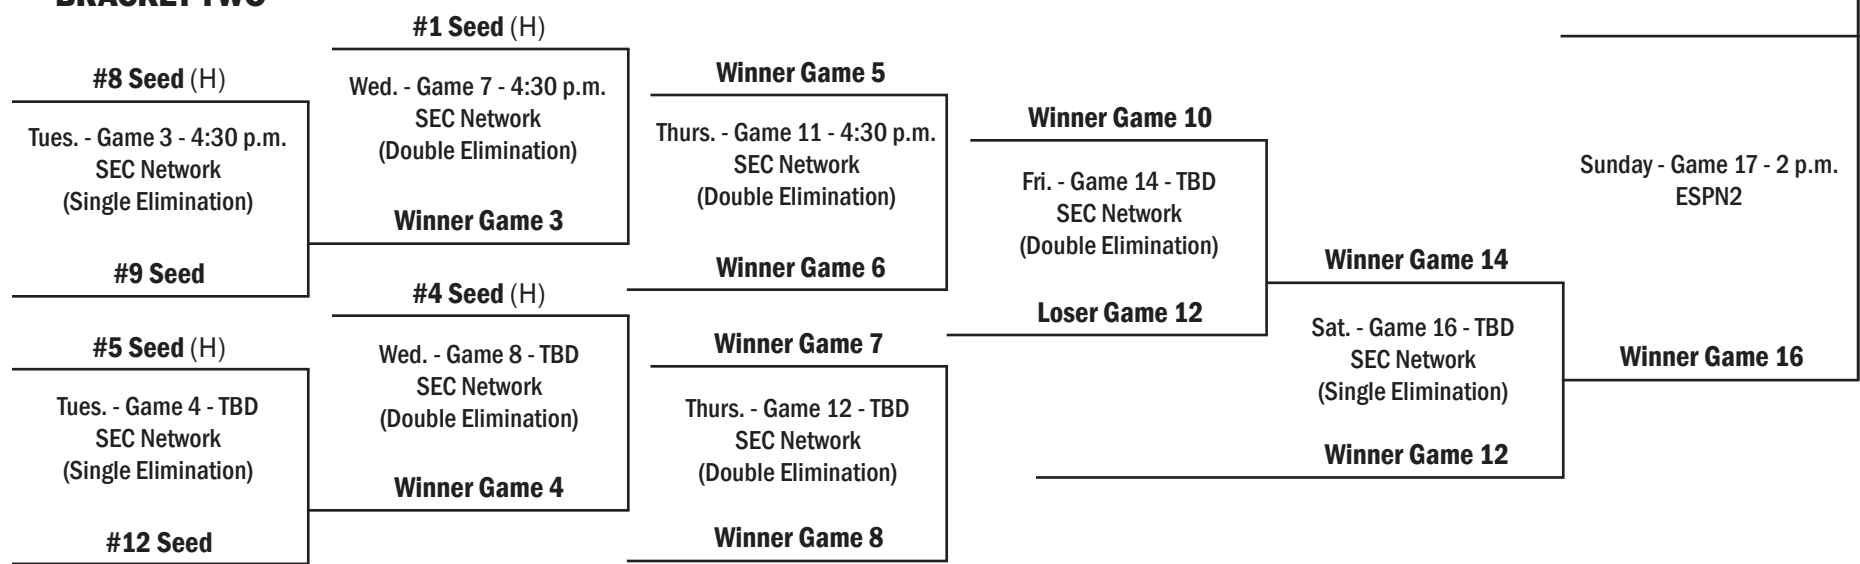 BRACKET TWO
#1 Seed (H)
#8 Seed (H)
Wed. - Game 7 - 4:30 p.m.
SEC Network
(Double Elimination)
Tues. - Game 3 - 4:30 p.m.
SEC Network
(Single Elimination)
Winner Game 3
#9 Seed
#4 Seed (H)
#5 Seed (H)
Wed. - Game 8 - TBD
SEC Network
(Double Elimination)
Tues. - Game 4 - TBD
SEC Network
(Single Elimination)
Winner Game 4
#12 Seed
Winner Game 5
Thurs. - Game 11 - 4:30 p.m.
SEC Network
(Double Elimination)
Winner Game 6
Winner Game 7
Thurs. - Game 12 - TBD
SEC Network
(Double Elimination)
Winner Game 8
Winner Game 10
Fri. - Game 14 - TBD
SEC Network
(Double Elimination)
Loser Game 12
Winner Game 14
Sat. - Game 16 - TBD
SEC Network
(Single Elimination)
Winner Game 12
Sunday - Game 17 - 2 p.m.
ESPN2
Winner Game 16